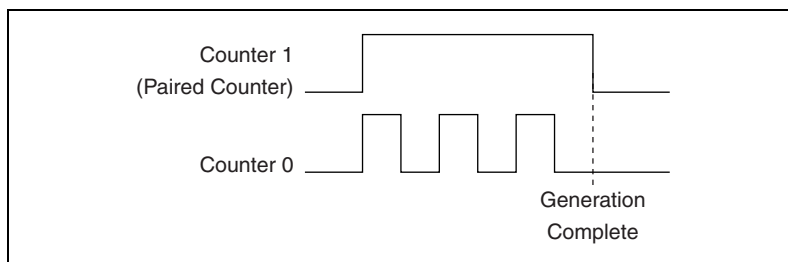 Counter 1
(Paired Counter)
Counter 0
Generation
Complete